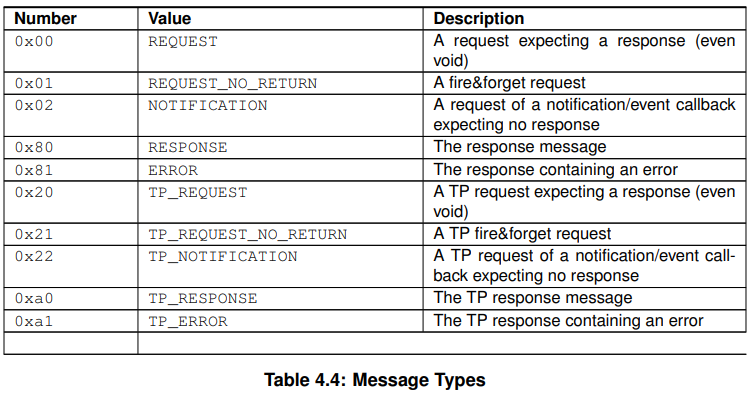 Number Value Description
0x00 REQUEST A request expecting a response (even
void)
0x01 REQUEST_NO_RETURN A fire&forget request
0x02 NOTIFICATION A request of a notification/event callback
expecting no response
0x80 RESPONSE The response message
0x81 ERROR The response containing an error
0x20 TP_REQUEST A TP request expecting a response (even
void)
0x21 TP_REQUEST_NO_RETURN A TP fire&forget request
0x22 TP_NOTIFICATION A TP request of a notification/event call-
back expecting no response
0xa0 TP_RESPONSE The TP response message
0xa1 TP_ERROR The TP response containing an error
Table 4.4: Message Types